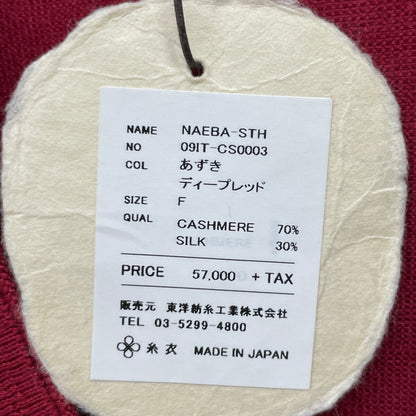 NAME NAEBA-STH
NO 09IT-CS0003
COL あずき
ディープレッド
SIZE F
QUAL CASHMERE 70%
SILK 30%
PRICE 57,000 + TAX
販売元 東洋紡糸工業株式会社
TEL 03-5299-4800
糸衣 MADE IN JAPAN